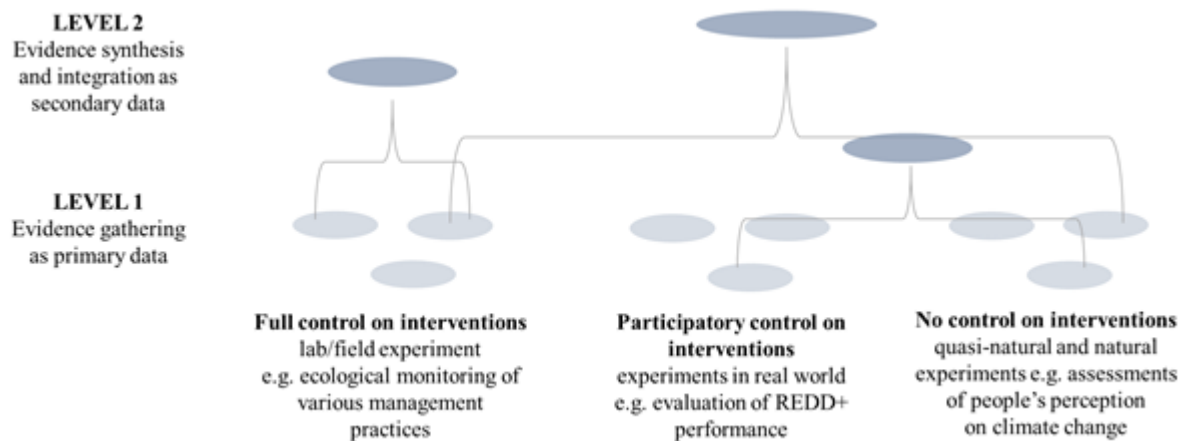 LEVEL 2
Evidence synthesis
and integration as
secondary data
LEVEL 1
Evidence gathering
as primary data
Full control on interventions
lab/field experiment
e.g. ecological monitoring of
various management
practices
Participatory control on
interventions
experiments in real world
e.g. evaluation of REDD+
performance
No control on interventions
quasi-natural and natural
experiments e.g. assessments
of people's perception
on climate change